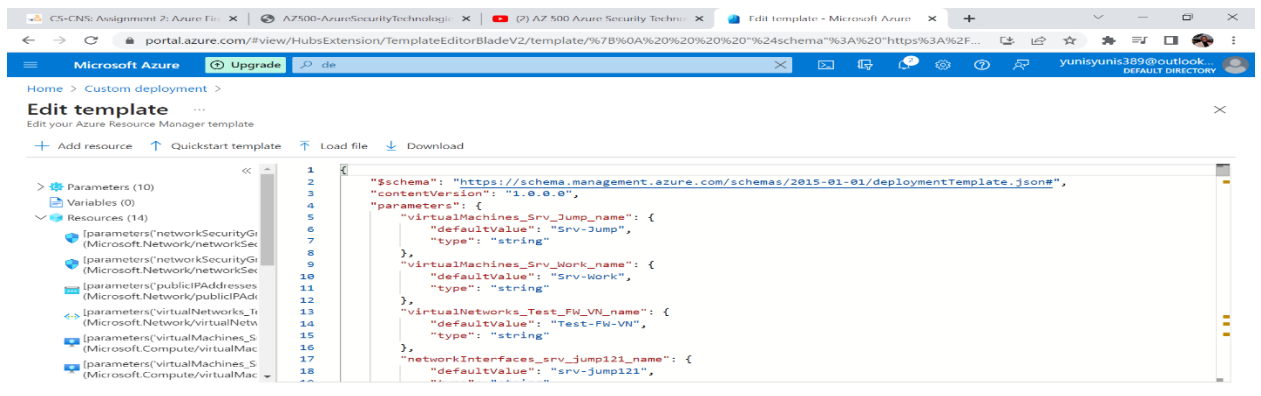 CS-CNS: Assignment 2: Azure Fire
AZ500-AzureSecurityTechnologie
(2) AZ 500 Azure Security Techno
Edit template - Microsoft Azure
portal.azure.com/#view/HubsExtension/TemplateEditorBladeV2/template/%7B%0A%20%20%20%20"%24schema"%3A%20"https%3A%2F...
Microsoft Azure
Upgrade
de
2
yunisyunis389@outlook...
DEFAULT DIRECTORY
Home > Custom deployment >
Edit template ...
Edit your Azure Resource Manager template
+ Add resource ↑ Quickstart template Load file Download
Parameters (10)
Variables (0)
Resources (14)
[parameters('networkSecurityGr
(Microsoft.Network/networkSec
[parameters('networkSecurityGr
(Microsoft.Network/networkSec
[parameters('publicIPAddresses
(Microsoft.Network/publicIPAdd
[parameters('virtualNetworks_Te
(Microsoft.Network/virtualNetw
[parameters('virtualMachines_S
(Microsoft.Compute/virtualMac
[parameters('virtualMachines_S
(Microsoft.Compute/virtualMac
1 {
2 "$schema": "https://schema.management.azure.com/schemas/2015-01-01/deploymentTemplate.json#",
3 "contentVersion": "1.0.0.0",
4 "parameters": {
5 "virtualMachines_Srv_Jump_name": {
6 "defaultValue": "Srv-Jump",
7 "type": "string"
8 },
9 "virtualMachines_Srv_Work_name": {
10 "defaultValue": "Srv-Work",
11 "type": "string"
12 },
13 "virtualNetworks_Test_FW_VN_name": {
14 "defaultValue": "Test-FW-VN",
15 "type": "string"
16 },
17 "networkInterfaces_srv_jump121_name": {
18 "defaultValue": "srv-jump121",